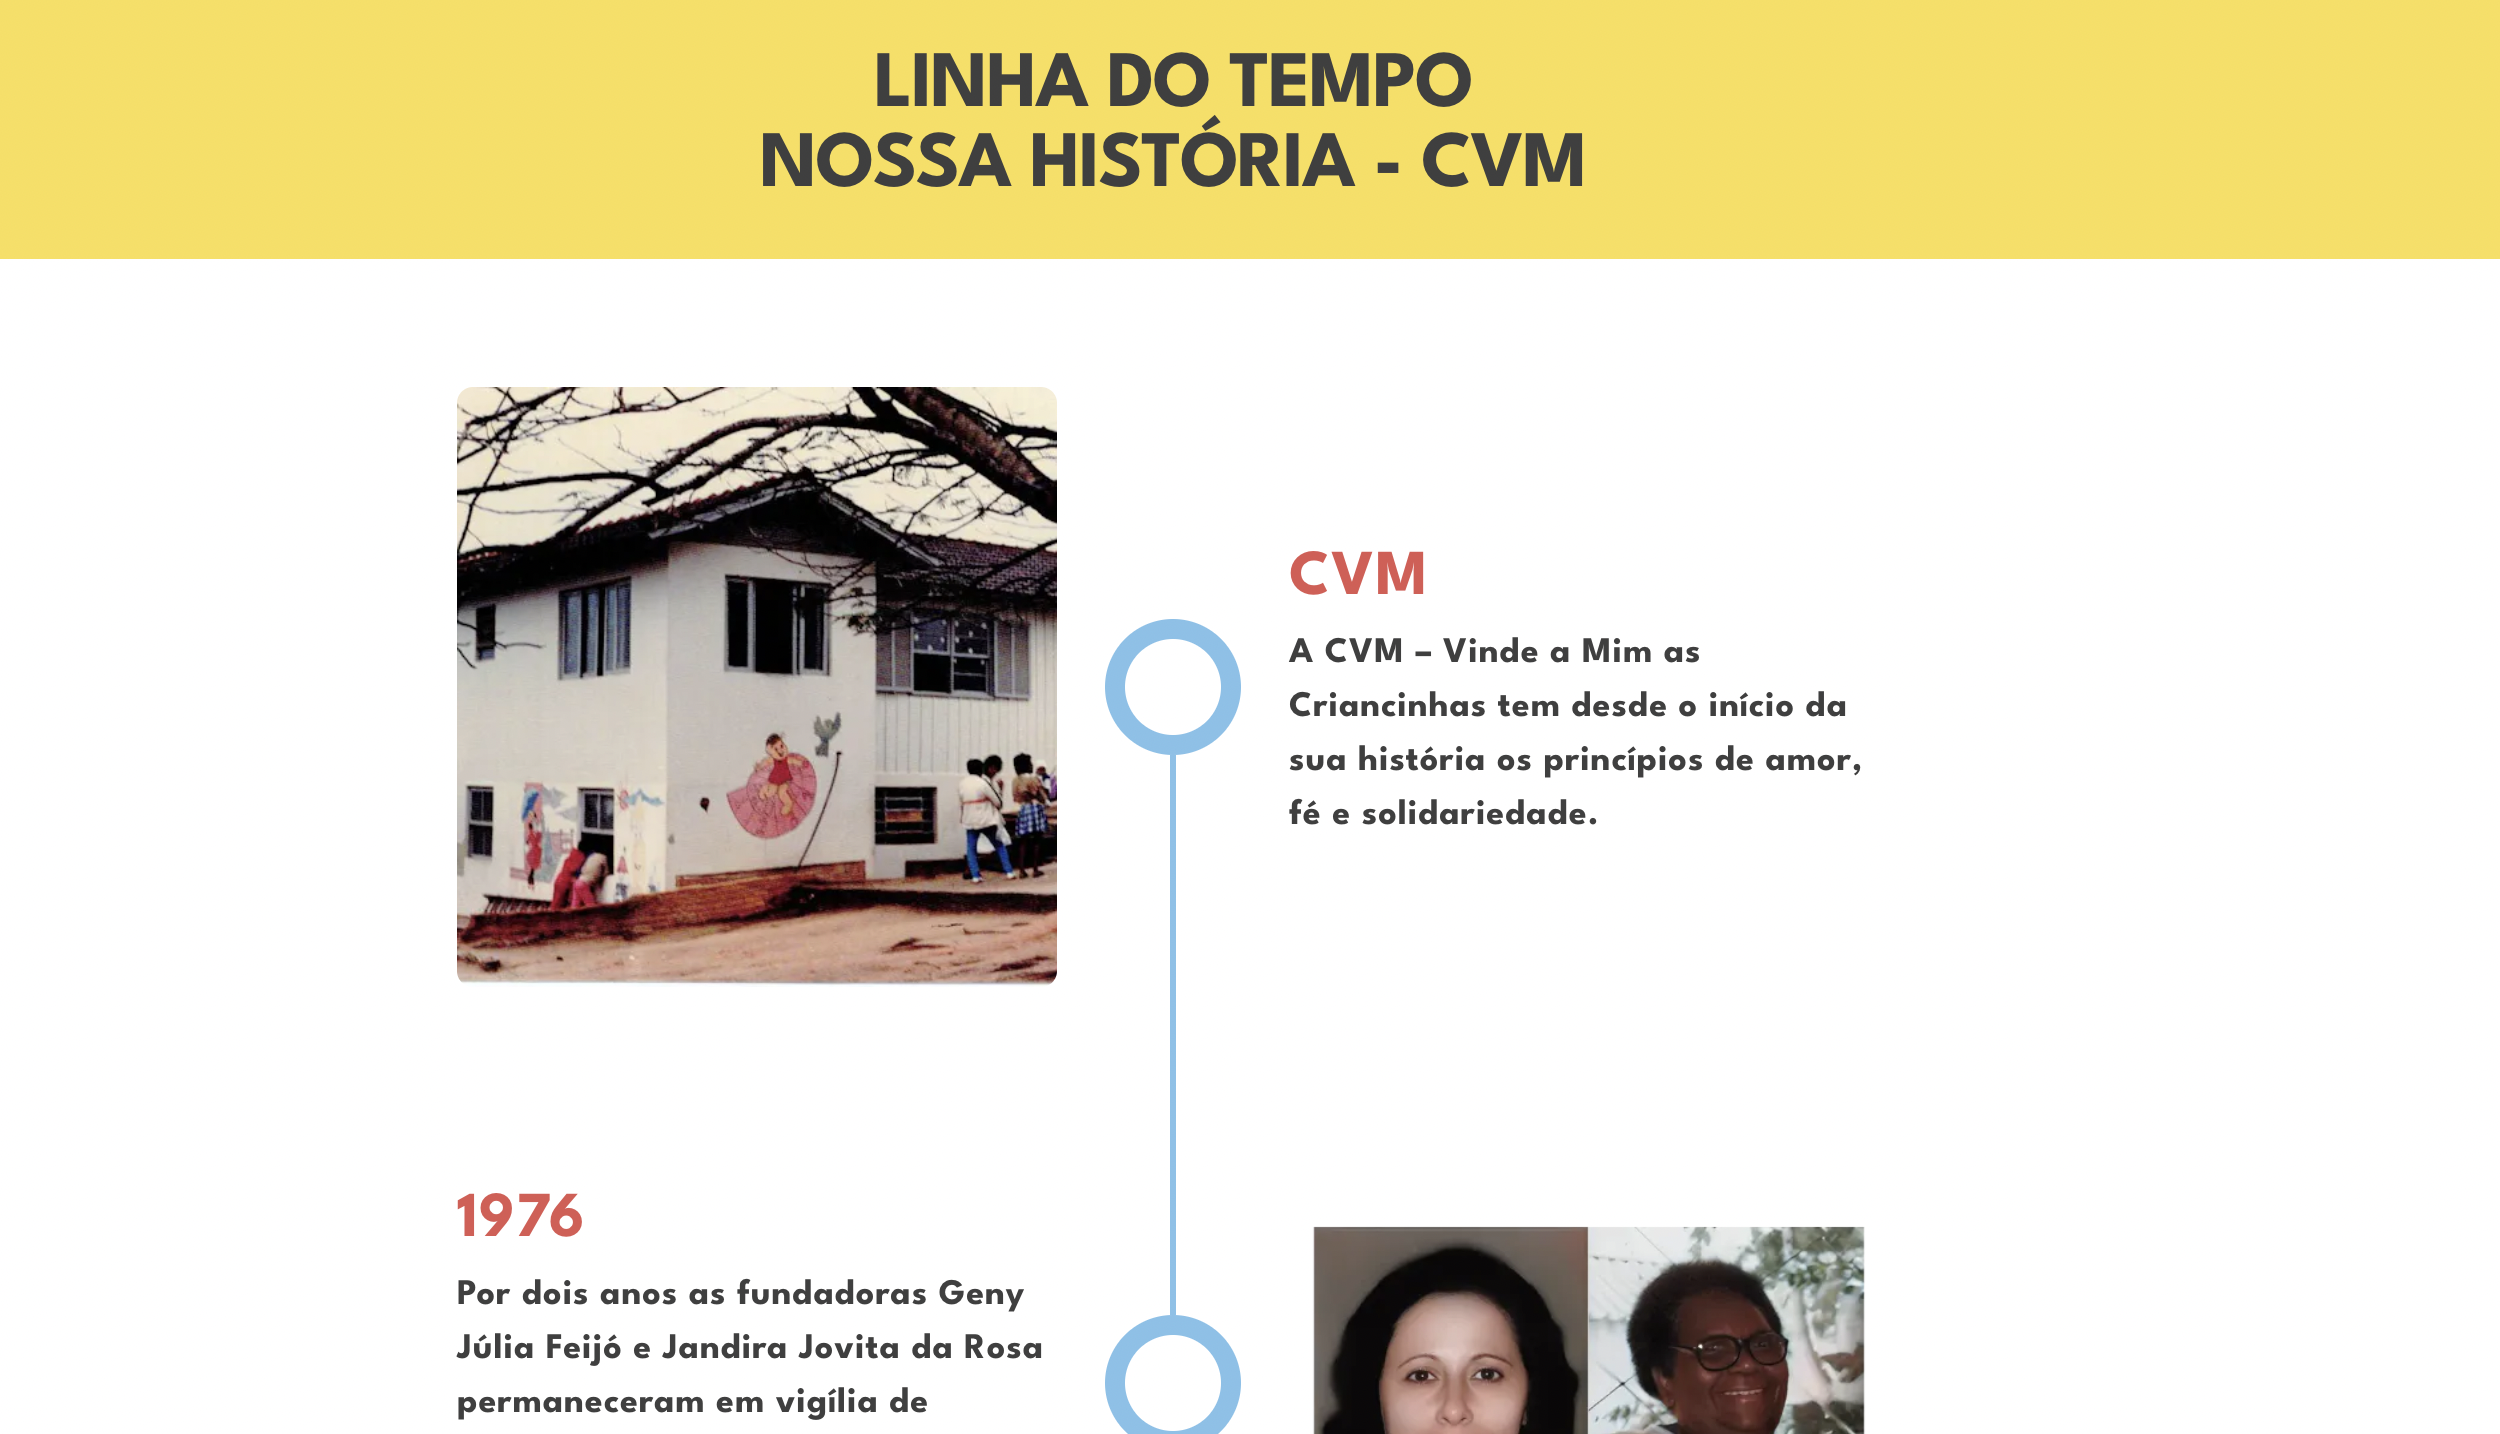 LINHA DO TEMPO
NOSSA HISTÓRIA - CVM
CVM
A CVM – Vinde a Mim as
Criancinhas tem desde o início da
sua história os princípios de amor,
fé e solidariedade.
1976
Por dois anos as fundadoras Geny
Júlia Feijó e Jandira Jovita da Rosa
permaneceram em vigília de